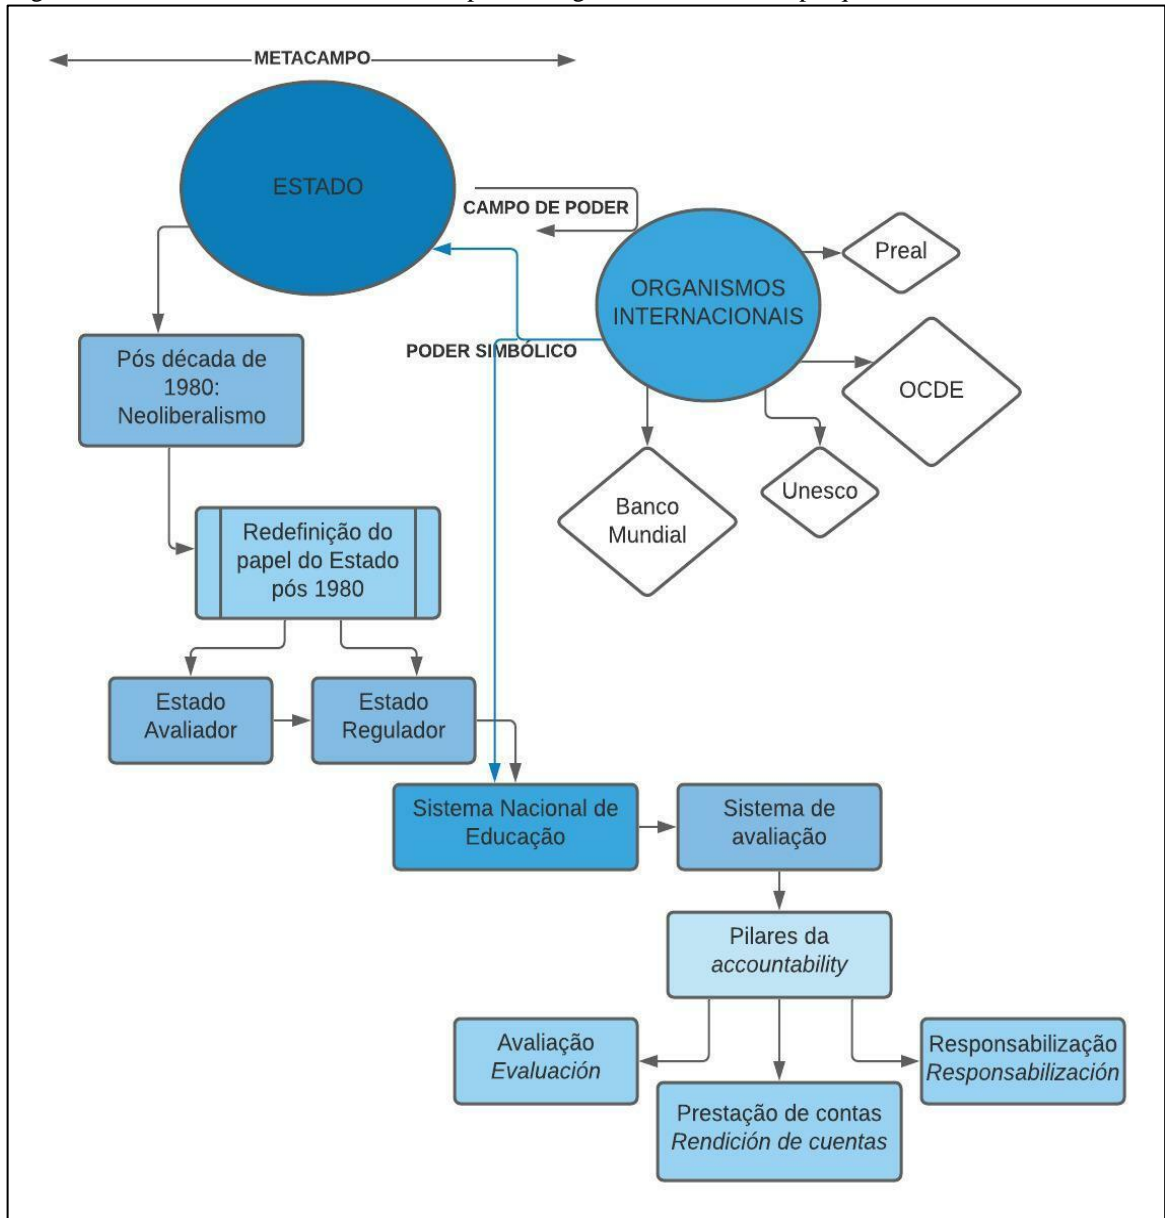 METACAMPO
ESTADO
CAMPO DE PODER
ORGANISMOS
INTERNACIONAIS
Preal
OCDE
Unesco
Banco
Mundial
PODER SIMBÓLICO
Pós década de
1980:
Neoliberalismo
Redefinição do
papel do Estado
pós 1980
Estado
Avaliador
Estado
Regulador
Sistema Nacional de
Educação
Sistema de
avaliação
Pilares da
accountability
Avaliação
Evaluación
Prestação de contas
Rendición de cuentas
Responsabilização
Responsabilización